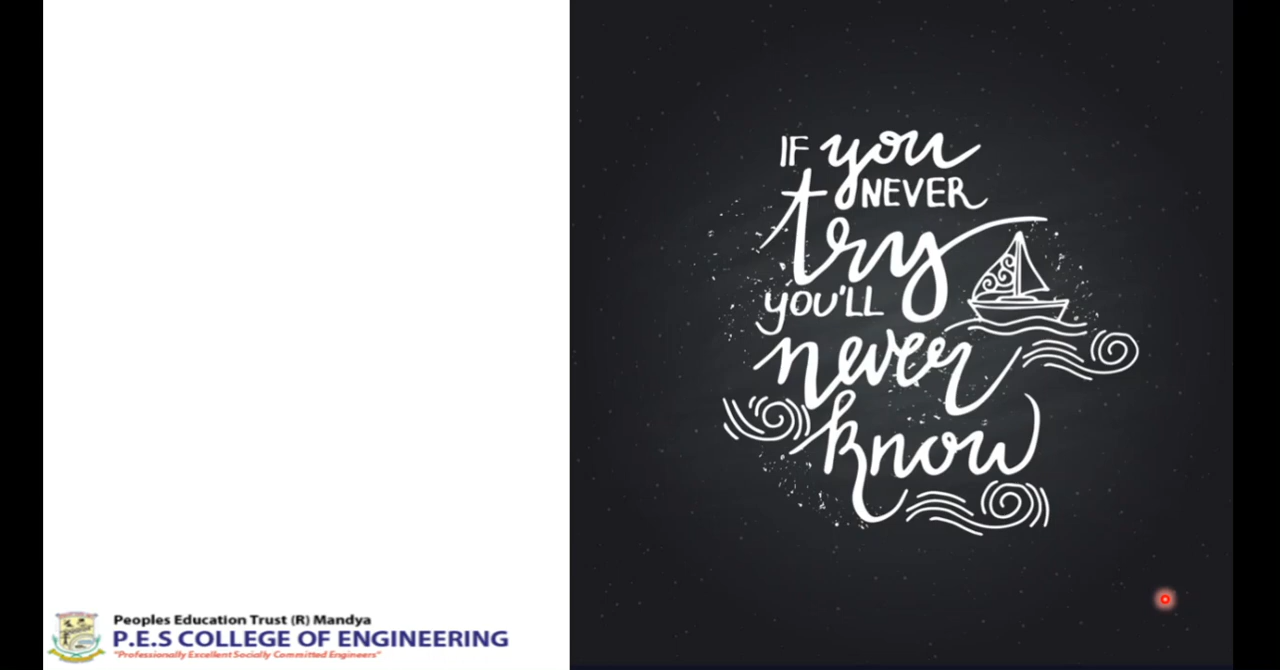 IF you
NEVER
try
YOU'LL
never
know
Peoples Education Trust (R) Mandya
P.E.S COLLEGE OF ENGINEERING
"Professionally Excellent Socially Committed Engineers"